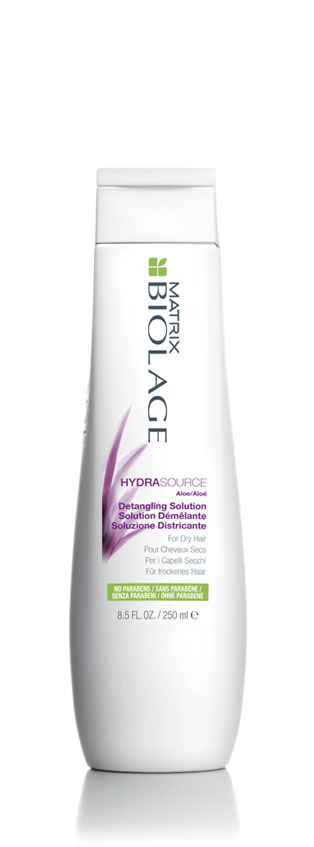 MATRIX
BIOLAGE
HYDRASOURCE
Aloe/Aloé
Detangling Solution
Solution Démêlante
Soluzione Districante
For Dry Hair
Pour Cheveux Secs
Per i Capelli Secchi
Für trockenes Haar
NO PARABENS / SANS PARABÈNE /
SENZA PARABENI / OHNE PARABENE
8.5 FL. OZ. / 250 ml ℮